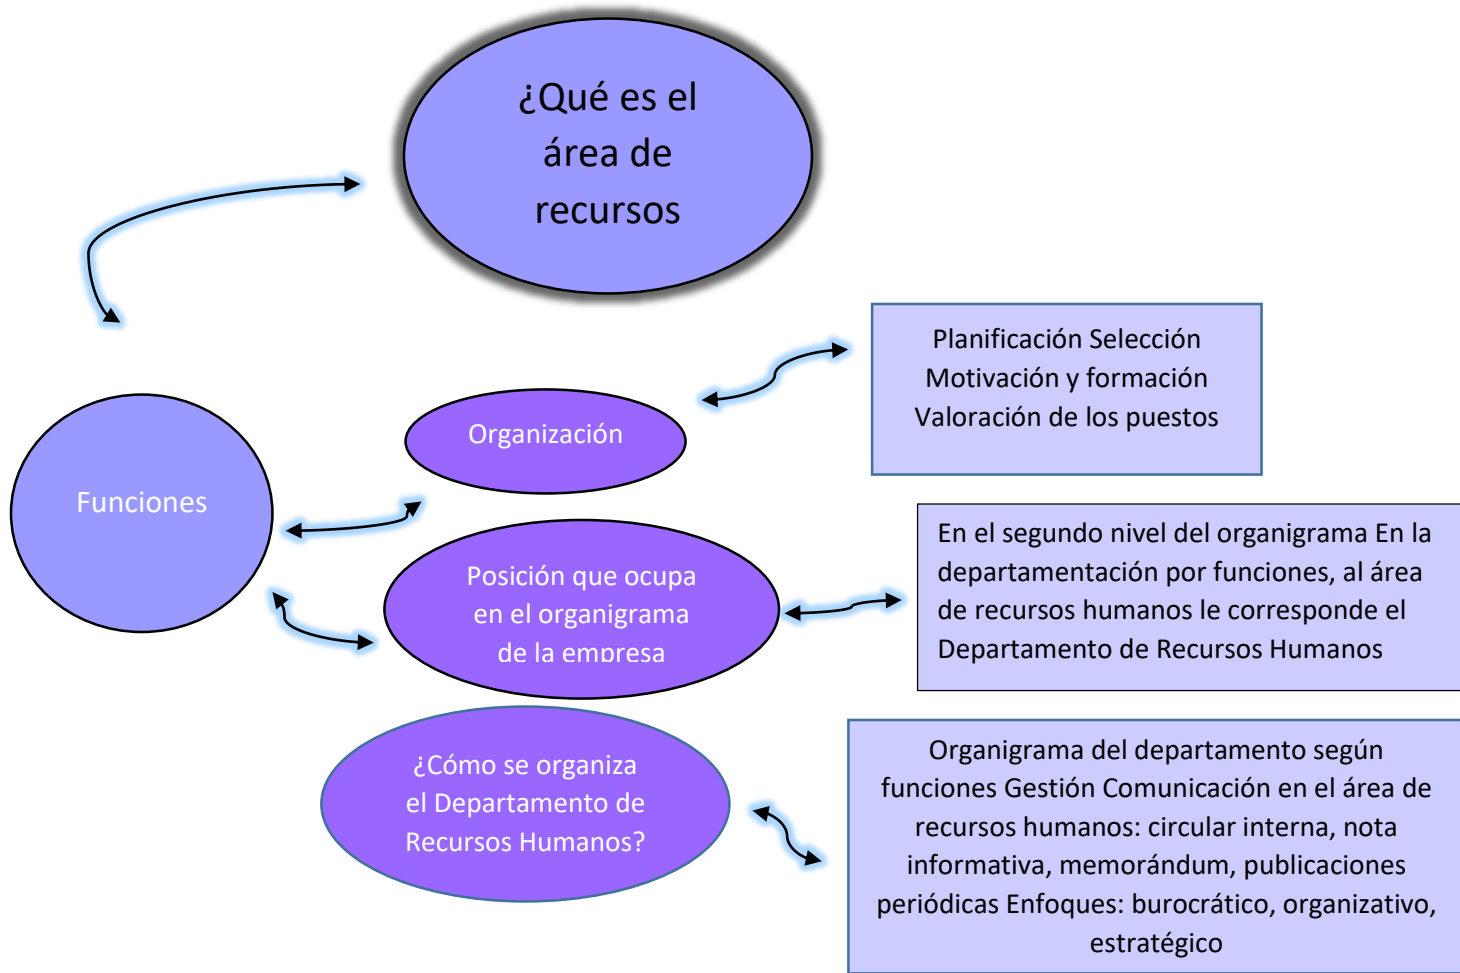 ¿Qué es el
área de
recursos
Planificación Selección
Motivación y formación
Valoración de los puestos
Organización
Funciones
En el segundo nivel del organigrama En la
departamentación por funciones, al área
de recursos humanos le corresponde el
Departamento de Recursos Humanos
Posición que ocupa
en el organigrama
de la empresa
¿Cómo se organiza
el Departamento de
Recursos Humanos?
Organigrama del departamento según
funciones Gestión Comunicación en el área de
recursos humanos: circular interna, nota
informativa, memorándum, publicaciones
periódicas Enfoques: burocrático, organizativo,
estratégico